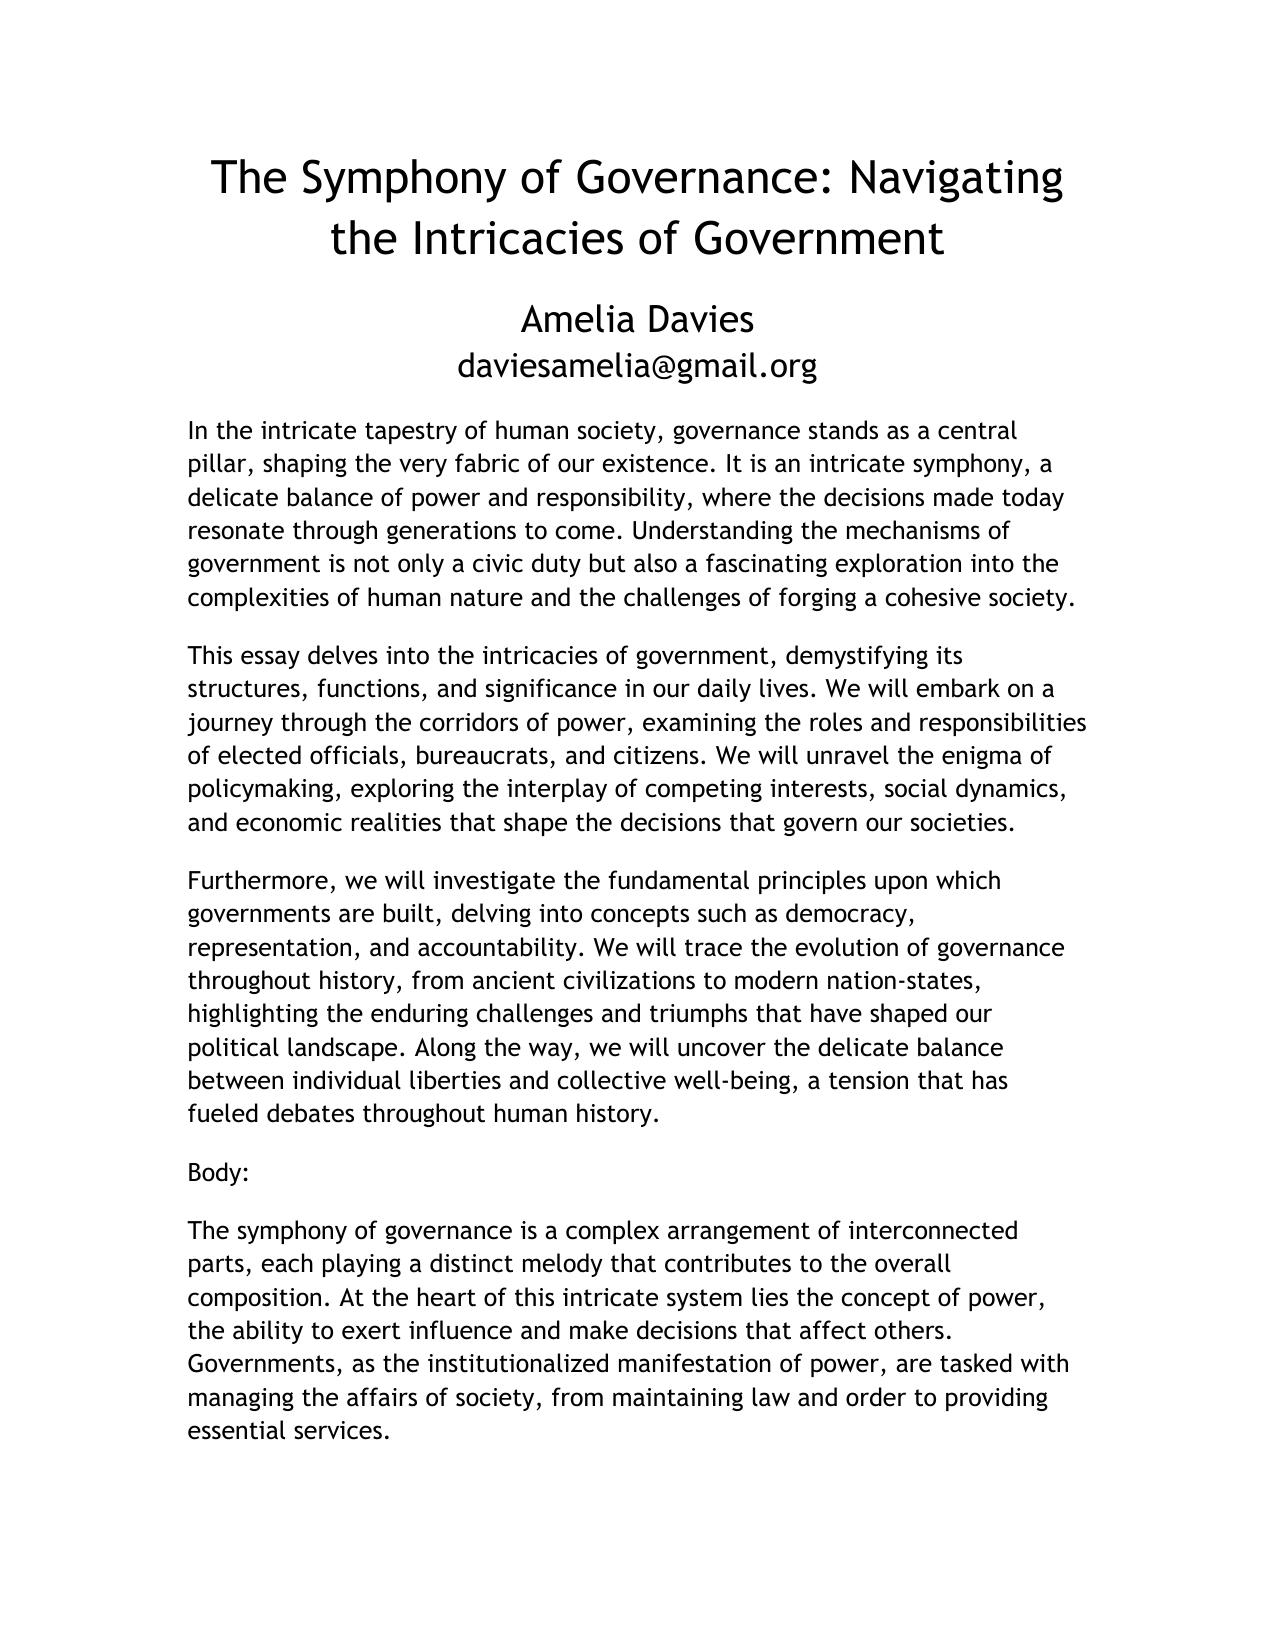 The Symphony of Governance: Navigating
the Intricacies of Government
Amelia Davies
daviesamelia@gmail.org
In the intricate tapestry of human society, governance stands as a central
pillar, shaping the very fabric of our existence. It is an intricate symphony, a
delicate balance of power and responsibility, where the decisions made today
resonate through generations to come. Understanding the mechanisms of
government is not only a civic duty but also a fascinating exploration into the
complexities of human nature and the challenges of forging a cohesive society.
This essay delves into the intricacies of government, demystifying its
structures, functions, and significance in our daily lives. We will embark on a
journey through the corridors of power, examining the roles and responsibilities
of elected officials, bureaucrats, and citizens. We will unravel the enigma of
policymaking, exploring the interplay of competing interests, social dynamics,
and economic realities that shape the decisions that govern our societies.
Furthermore, we will investigate the fundamental principles upon which
governments are built, delving into concepts such as democracy,
representation, and accountability. We will trace the evolution of governance
throughout history, from ancient civilizations to modern nation-states,
highlighting the enduring challenges and triumphs that have shaped our
political landscape. Along the way, we will uncover the delicate balance
between individual liberties and collective well-being, a tension that has
fueled debates throughout human history.
Body:
The symphony of governance is a complex arrangement of interconnected
parts, each playing a distinct melody that contributes to the overall
composition. At the heart of this intricate system lies the concept of power,
the ability to exert influence and make decisions that affect others.
Governments, as the institutionalized manifestation of power, are tasked with
managing the affairs of society, from maintaining law and order to providing
essential services.